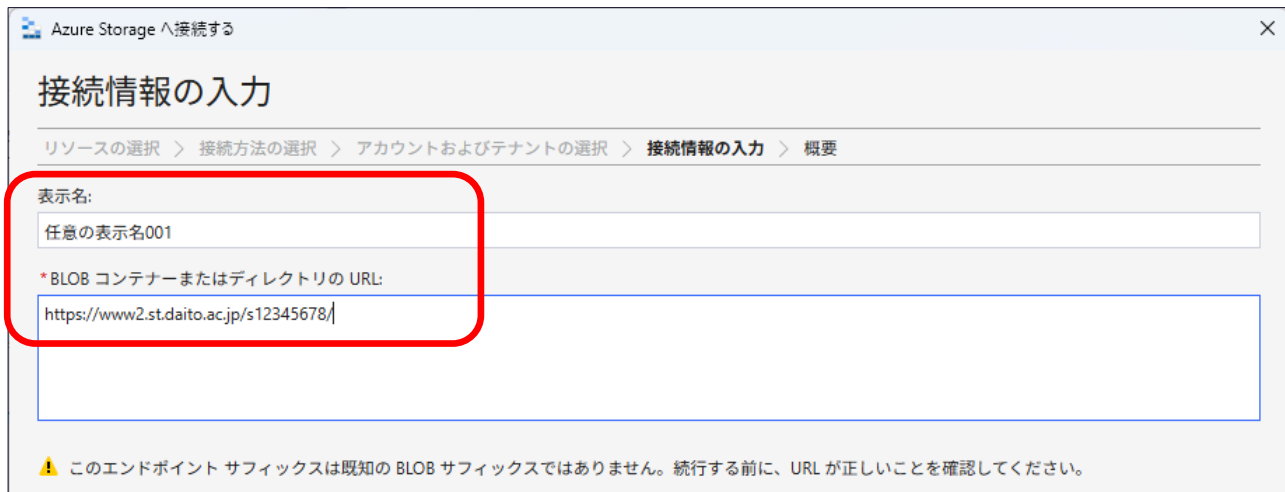 Azure Storage へ接続する
接続情報の入力
リソースの選択 > 接続方法の選択 > アカウントおよびテナントの選択 > 接続情報の入力 > 概要
表示名:
任意の表示名001
*BLOB コンテナーまたはディレクトリの URL:
https://www2.st.daito.ac.jp/s12345678/
このエンドポイント サフィックスは既知の BLOB サフィックスではありません。続行する前に、URL が正しいことを確認してください。